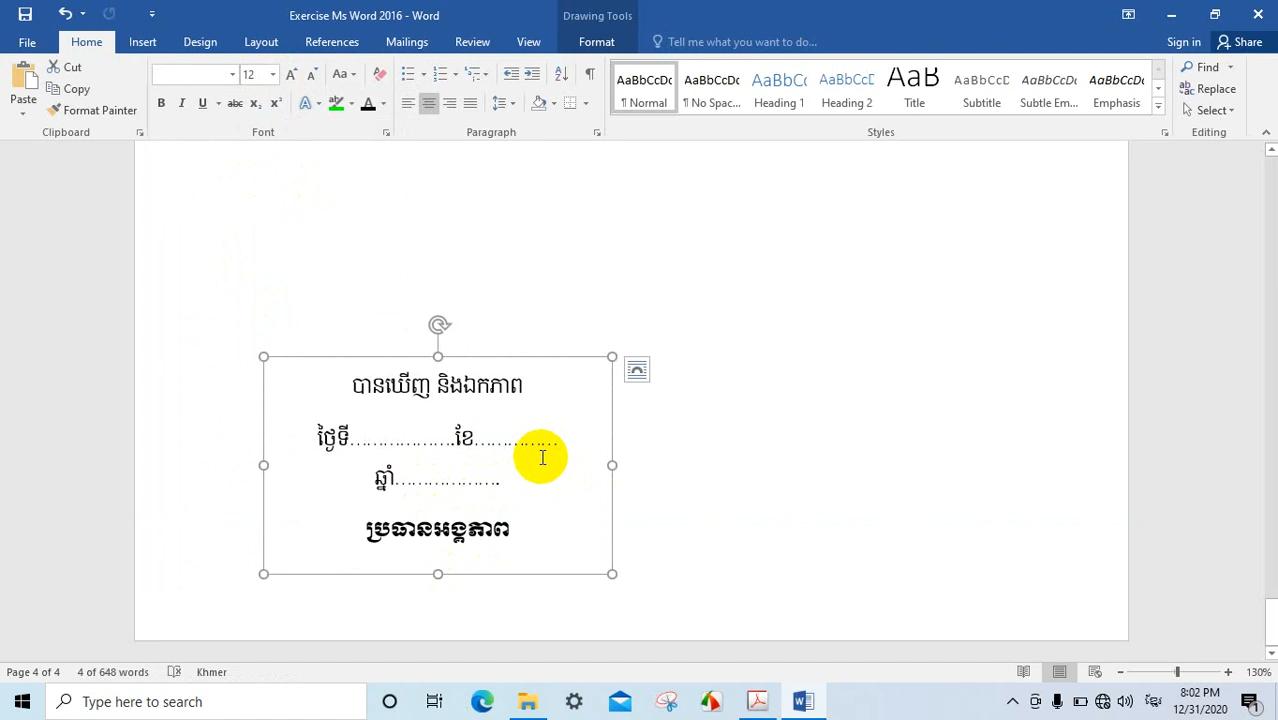 Exercise Ms Word 2016 - Word
Drawing Tools
File Home Insert Design Layout References Mailings Review View Format Tell me what you want to do... Sign in Share
Paste
Cut
Copy
Format Painter
Clipboard
12
Aa
B I U abc X₂ X² A A
Font
Paragraph
AaBbCcDc AaBbCcDc AaBbCc AaBbCcE AaB AaBbCcD AaBbCcDc AaBbCcDc
¶ Normal ¶ No Spac... Heading 1 Heading 2 Title Subtitle Subtle Em... Emphasis
Styles
Find
Replace
Select
Editing
បានឃើញ និងឯកភាព
ថ្ងៃទី……………….ខែ……………
ឆ្នាំ……………….
ប្រធានអង្គភាព
Page 4 of 4 4 of 648 words Khmer 130%
Type here to search
8:02 PM
12/31/2020